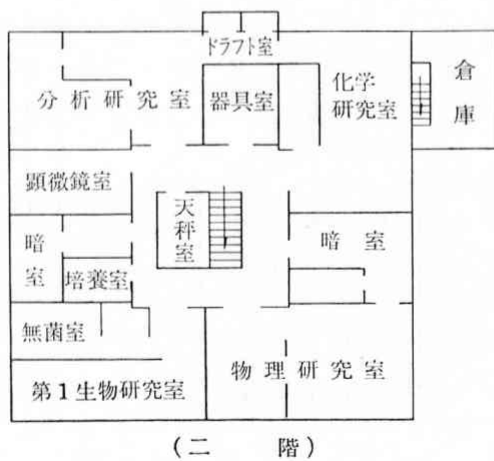 ドラフト室
分析研究室
器具室
化学
研究室
倉庫
顕微鏡室
天秤室
暗室
暗室
培養室
無菌室
物理研究室
第1生物研究室
(二階)